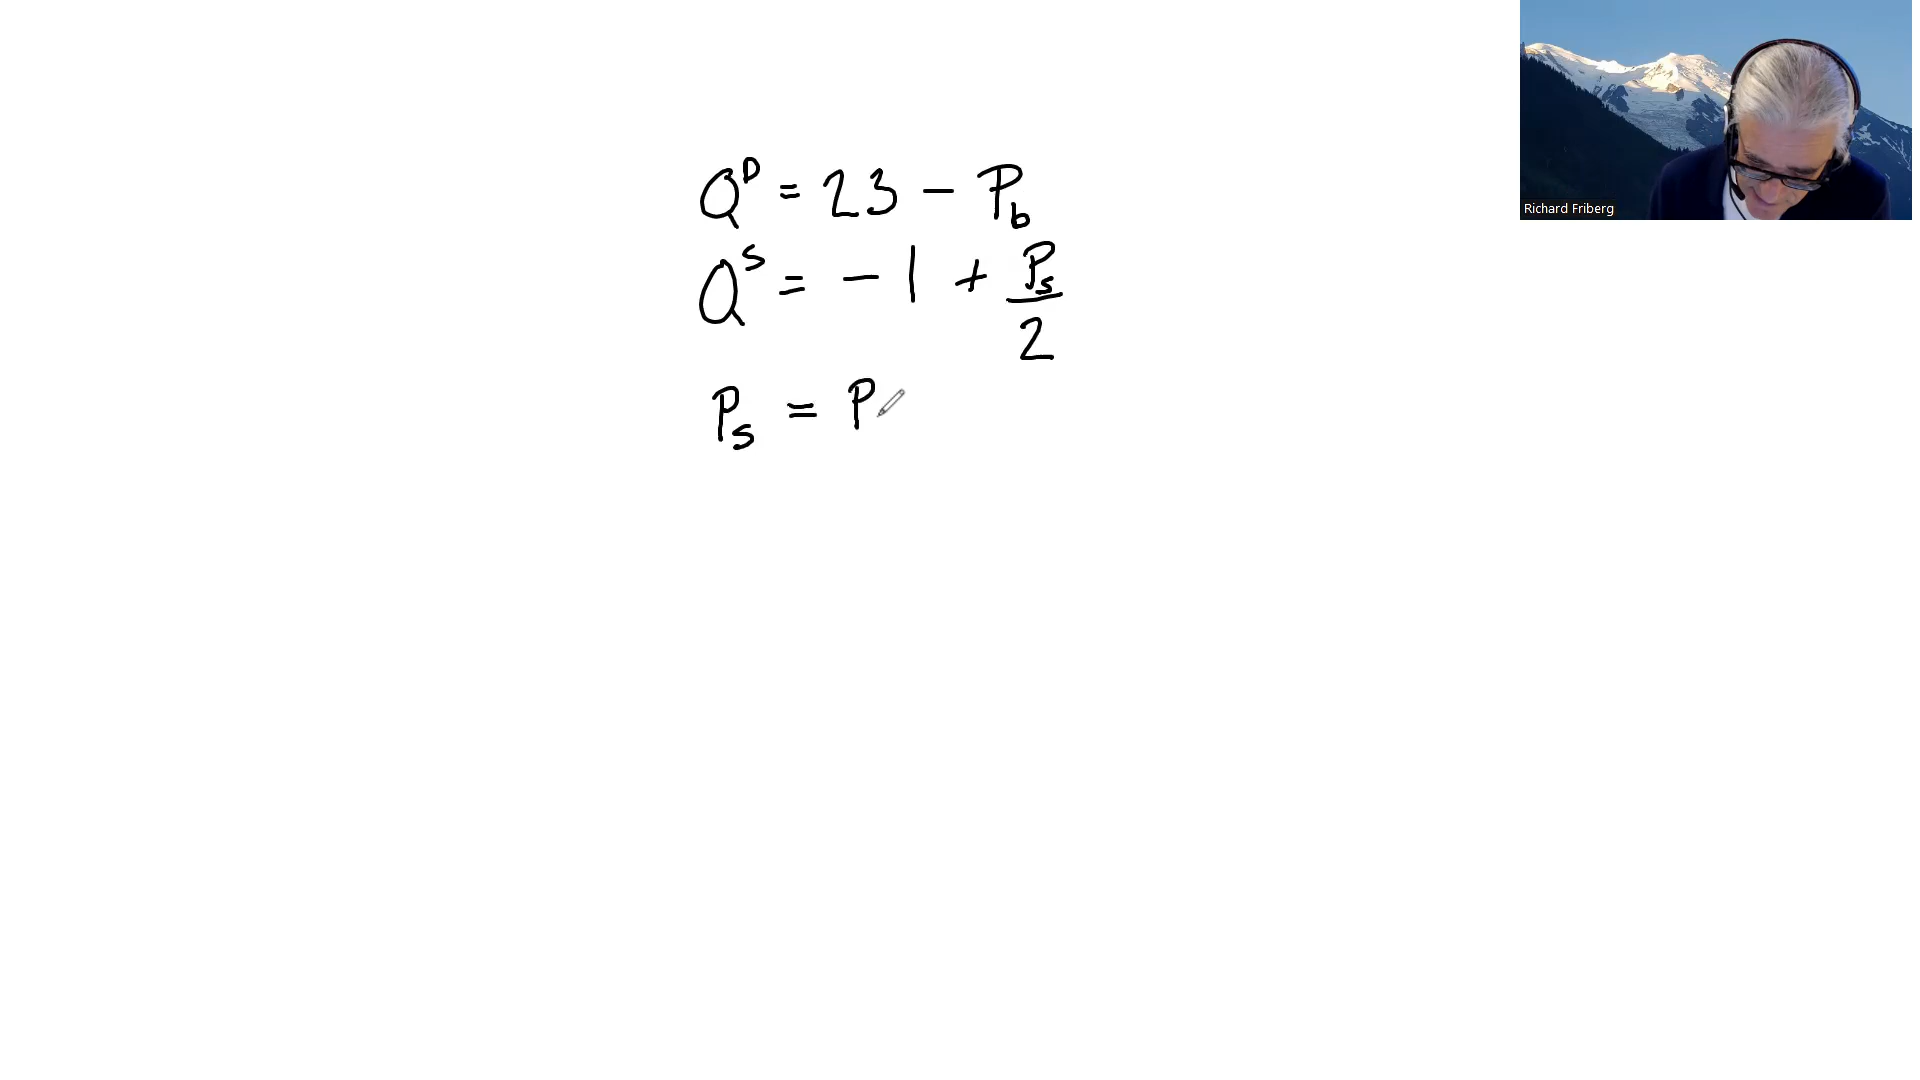 Q^D = 23 - P_b
Q^S = - 1 + P_s/2
P_s = P
Richard Friberg